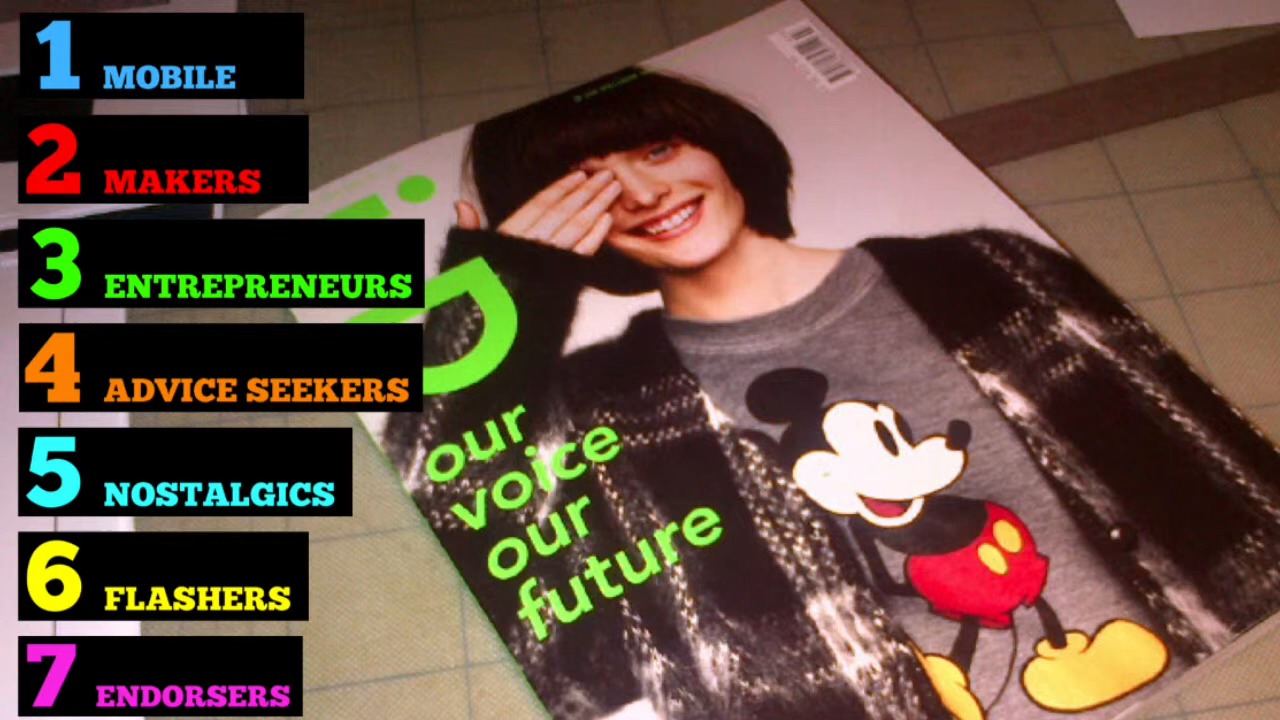 1 MOBILE
2 MAKERS
3 ENTREPRENEURS
4 ADVICE SEEKERS
5 NOSTALGICS
6 FLASHERS
7 ENDORSERS
i-D
our
voice
our
future